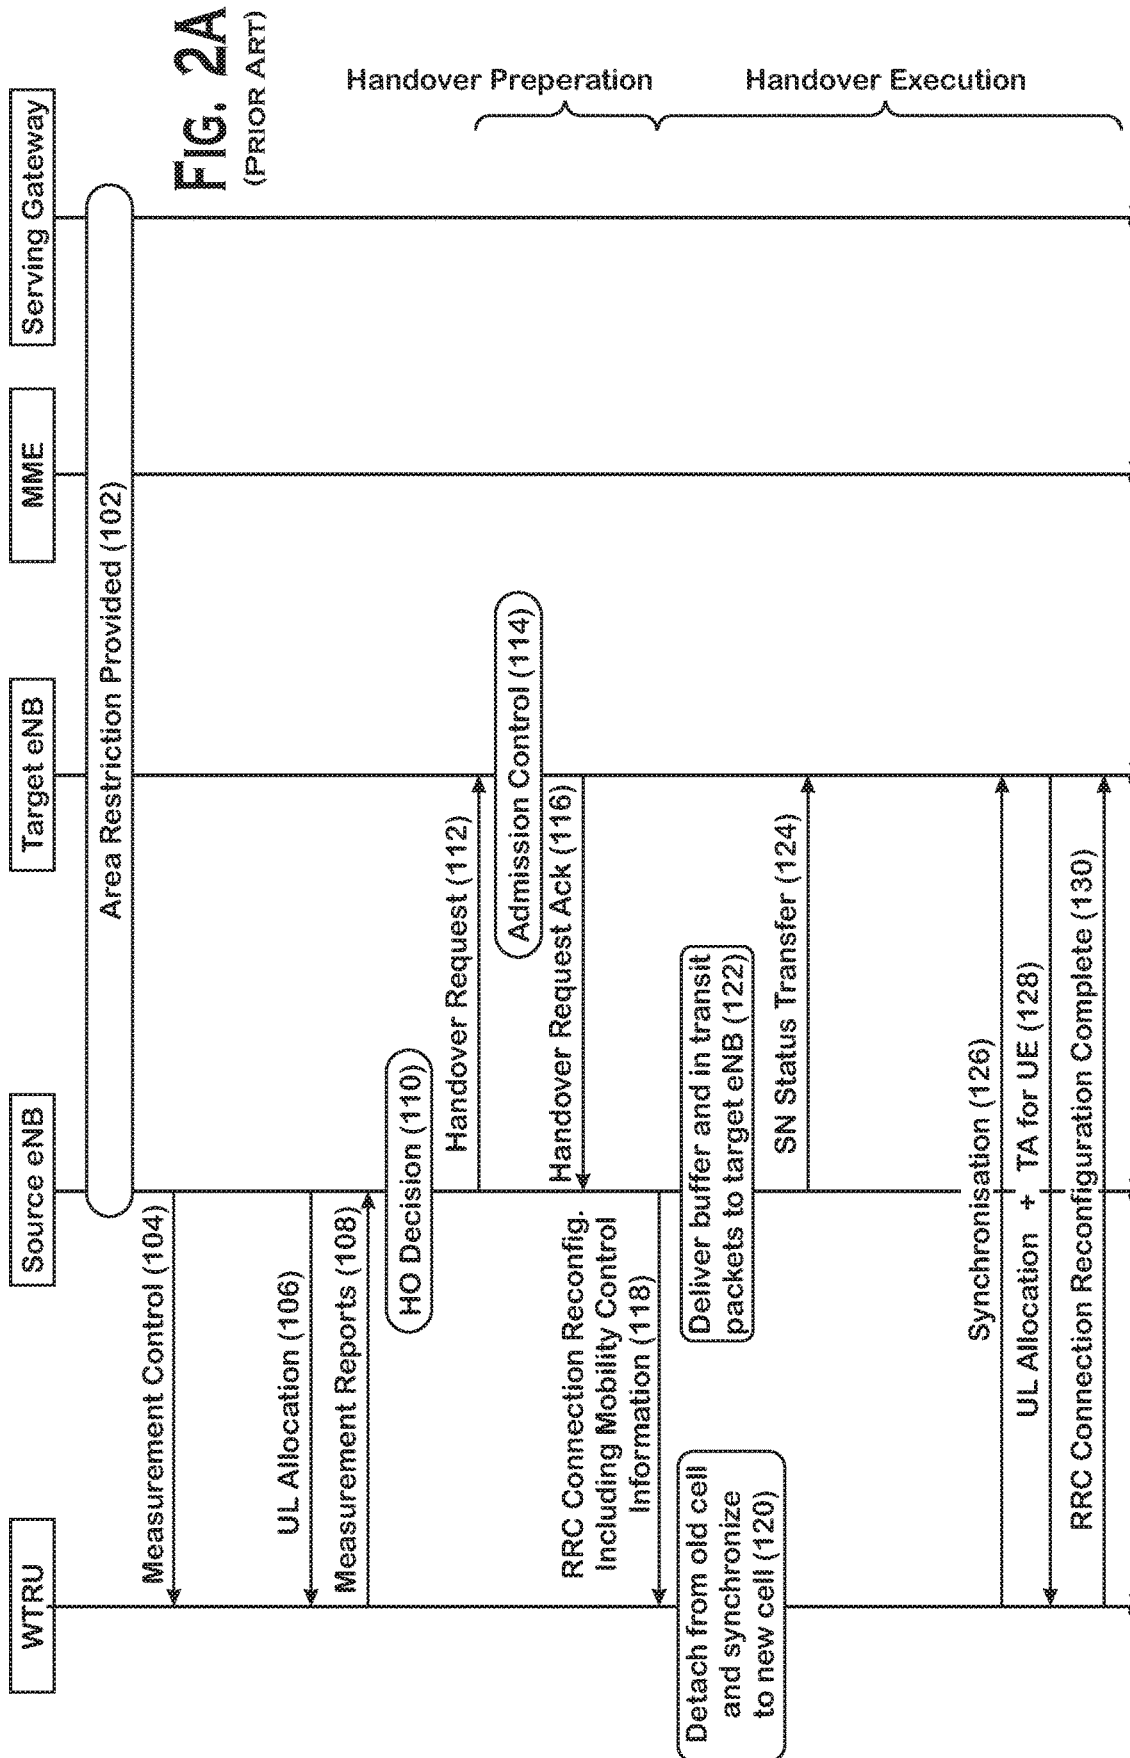 WTRU
Source eNB
Target eNB
MME
Serving Gateway
Area Restriction Provided (102)
Measurement Control (104)
UL Allocation (106)
Measurement Reports (108)
HO Decision (110)
Handover Request (112)
Admission Control (114)
Handover Request Ack (116)
RRC Connection Reconfig.
Including Mobility Control
Information (118)
Detach from old cell
and synchronize
to new cell (120)
Deliver buffer and in transit
packets to target eNB (122)
SN Status Transfer (124)
Synchronisation (126)
UL Allocation + TA for UE (128)
RRC Connection Reconfiguration Complete (130)
FIG. 2A
(PRIOR ART)
Handover Preperation
Handover Execution